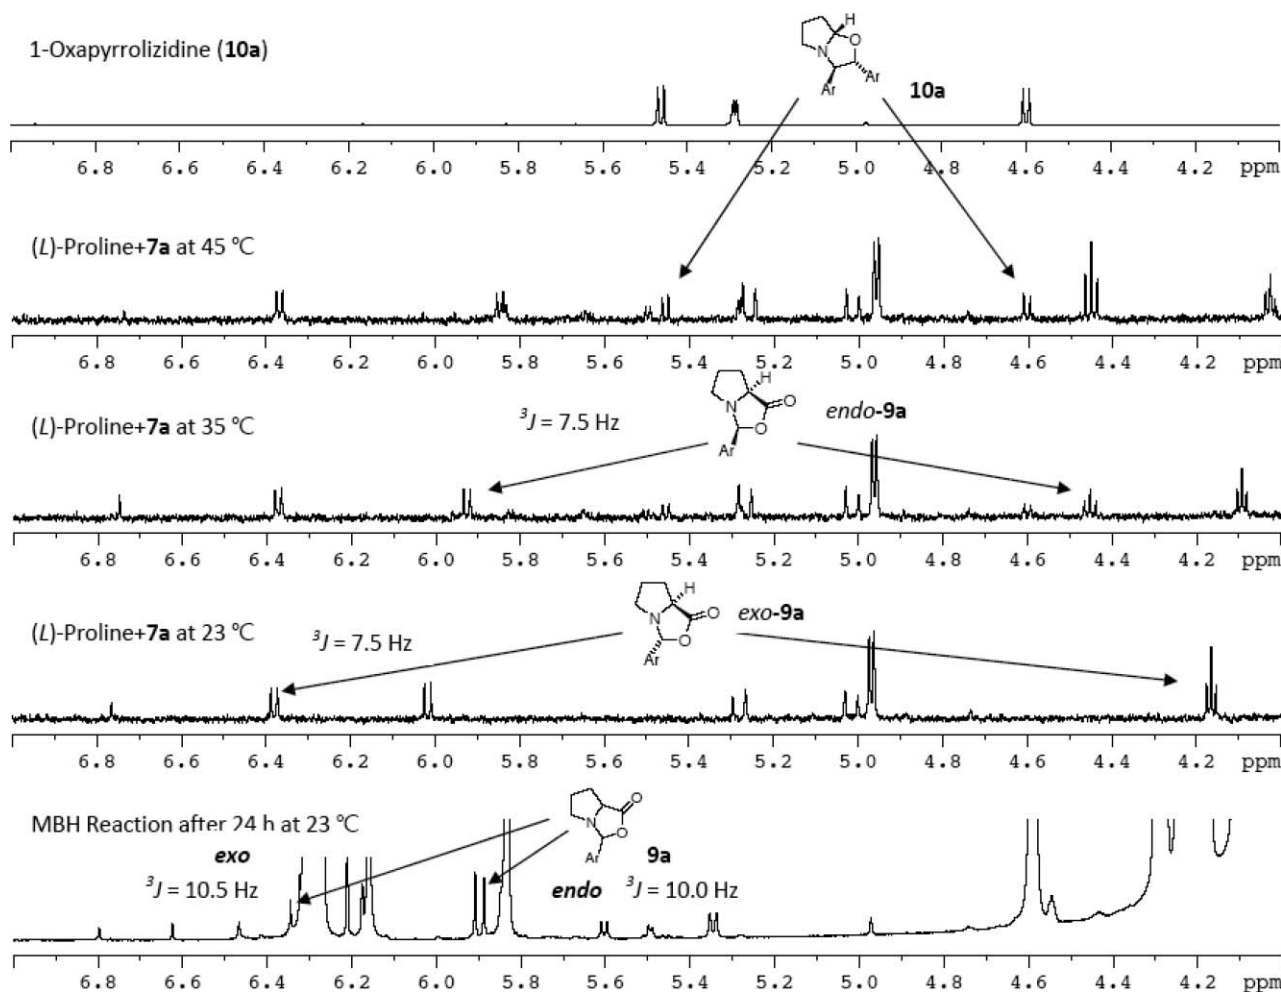 1-Oxapyrrolizidine (10a)
H
N
O
Ar
Ar
10a
6.8 6.6 6.4 6.2 6.0 5.8 5.6 5.4 5.2 5.0 4.8 4.6 4.4 4.2 ppm
(L)-Proline+7a at 45 °C
6.8 6.6 6.4 6.2 6.0 5.8 5.6 5.4 5.2 5.0 4.8 4.6 4.4 4.2 ppm
H
N
O
O
Ar
(L)-Proline+7a at 35 °C
3J = 7.5 Hz
endo-9a
6.8 6.6 6.4 6.2 6.0 5.8 5.6 5.4 5.2 5.0 4.8 4.6 4.4 4.2 ppm
H
N
O
O
Ar
(L)-Proline+7a at 23 °C
3J = 7.5 Hz
exo-9a
6.8 6.6 6.4 6.2 6.0 5.8 5.6 5.4 5.2 5.0 4.8 4.6 4.4 4.2 ppm
MBH Reaction after 24 h at 23 °C
O
N
O
Ar
9a
exo
3J = 10.5 Hz
endo 3J = 10.0 Hz
6.8 6.6 6.4 6.2 6.0 5.8 5.6 5.4 5.2 5.0 4.8 4.6 4.4 4.2 ppm